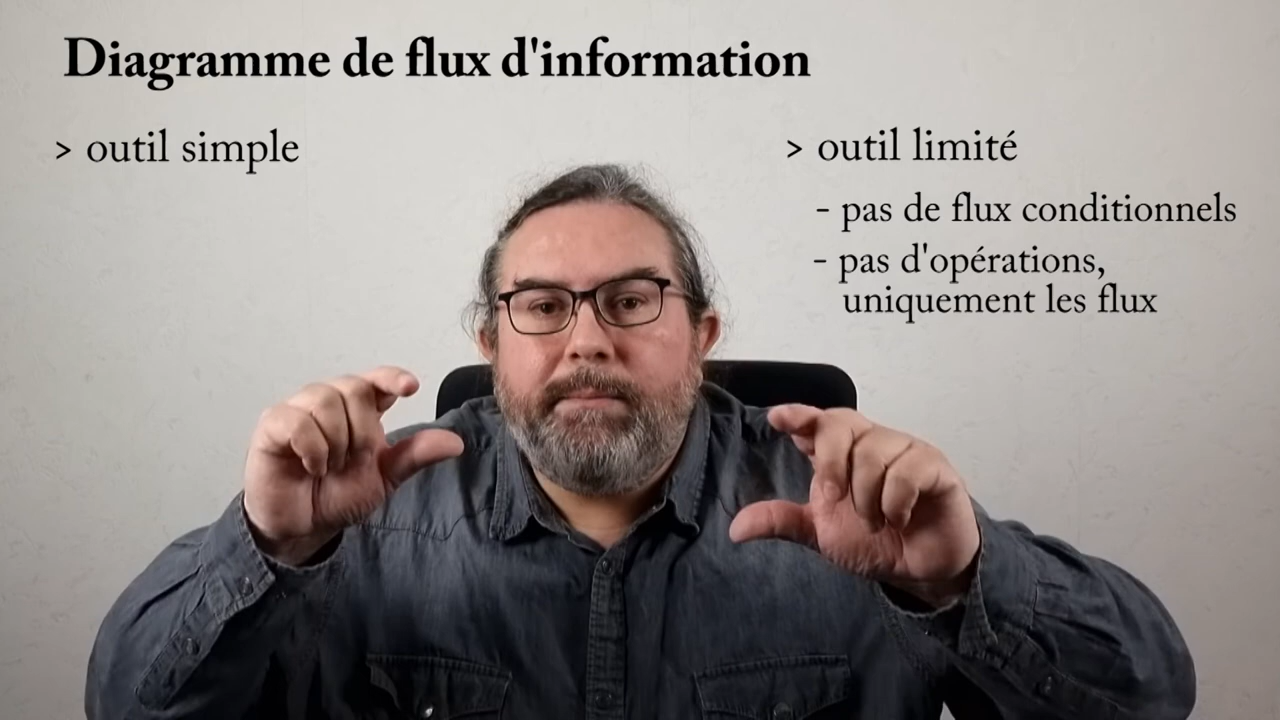 Diagramme de flux d'information
> outil simple
> outil limité
- pas de flux conditionnels
- pas d'opérations,
uniquement les flux